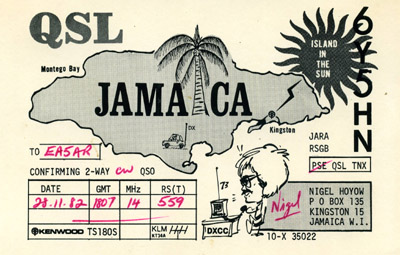 QSL
Montego Bay
JAMAICA
ISLAND
IN THE
SUN
6Y5HN
DX
Kingston
JARA
RSGB
TO EA5AR
PSE QSL TNX
CONFIRMING 2-WAY CW QSO
DATE GMT MHz RS(T)
28.11.82 1807 14 559
KENWOOD TS180S KLM
KT34A
73
DXCC
Nigel
NIGEL HOYOW
P O BOX 135
KINGSTON 15
JAMAICA W.I.
10-X 35022